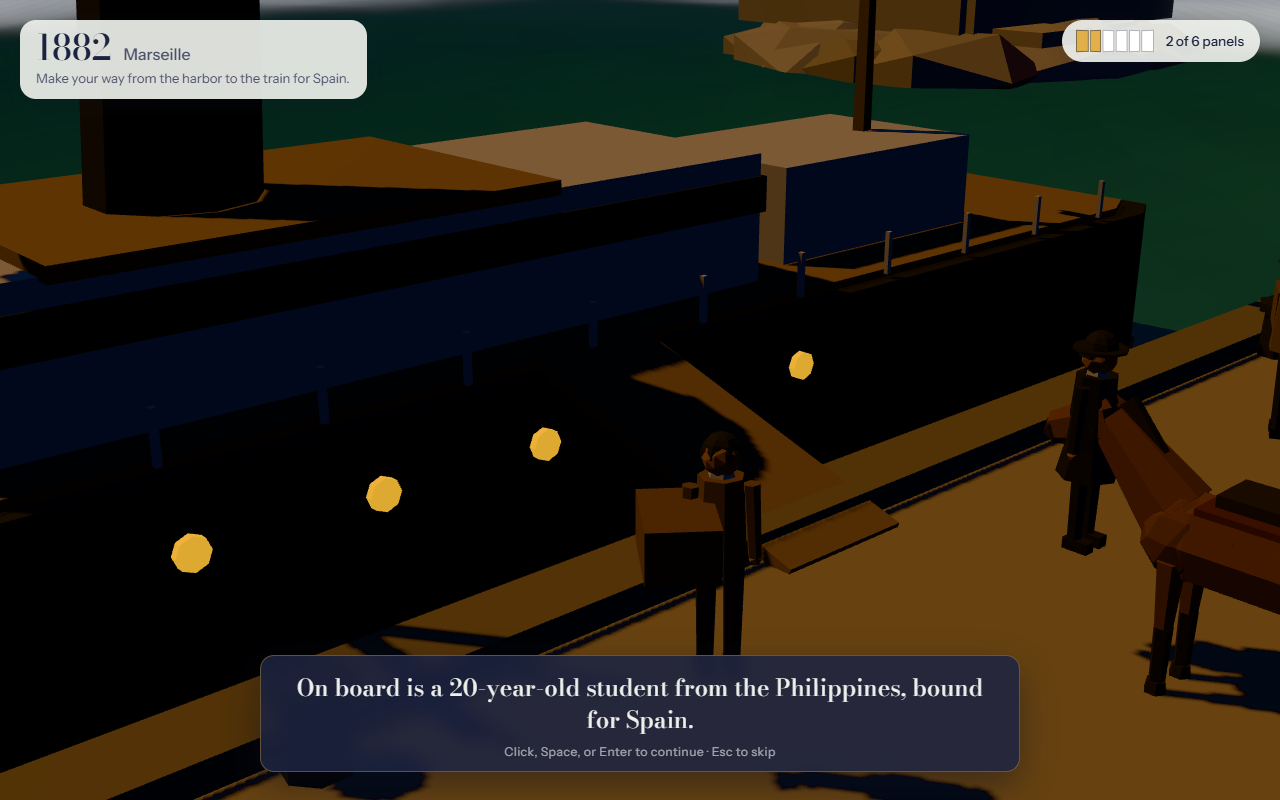 1882 Marseille
Make your way from the harbor to the train for Spain.
2 of 6 panels
On board is a 20-year-old student from the Philippines, bound
for Spain.
Click, Space, or Enter to continue · Esc to skip